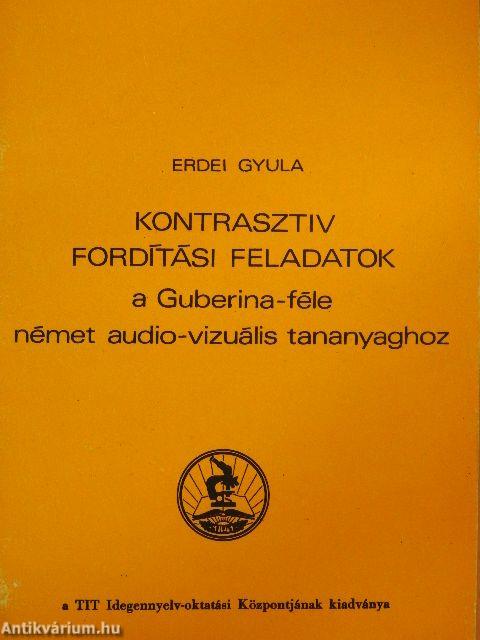 ERDEI GYULA
KONTRASZTIV
FORDÍTÁSI FELADATOK
a Guberina-féle
német audio-vizuális tananyaghoz
a TIT Idegennyelv-oktatási Központjának kiadványa
Antikvárium.hu